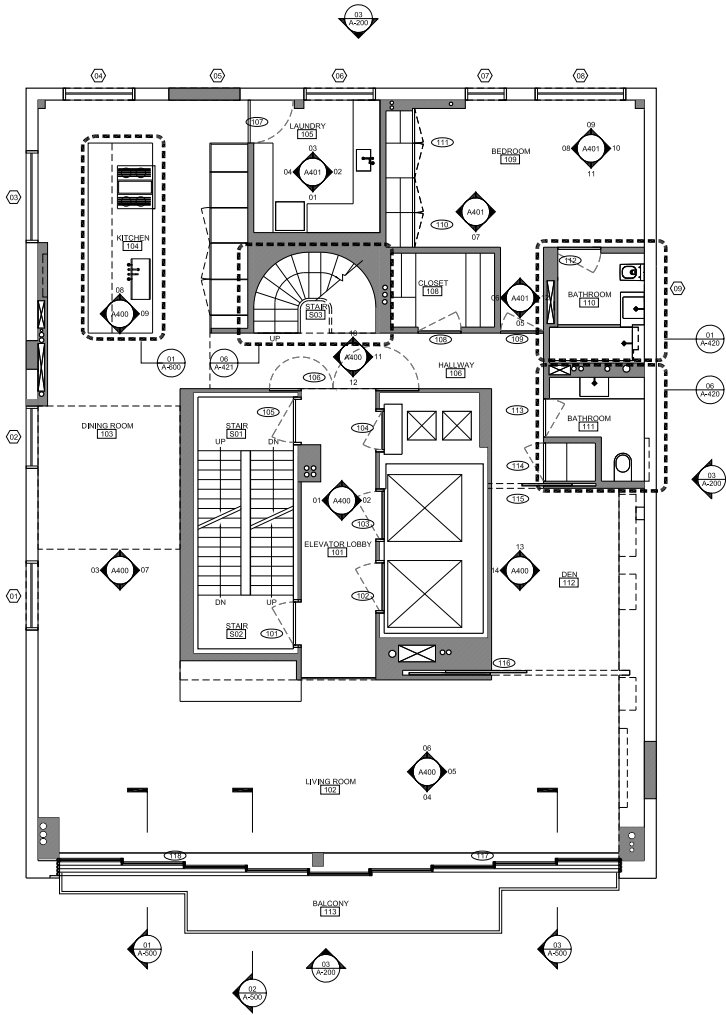 03
A-200
04
05
06
07
08
107
LAUNDRY
105
03
04
A401
02
01
111
BEDROOM
109
09
08
A401
10
11
110
A401
07
03
KITCHEN
104
08
A400
09
STAIR
S03
UP
CLOSET
108
A401
05
112
BATHROOM
110
09
01
A-600
06
A-421
10
A400
11
12
106
108
109
HALLWAY
106
01
A-420
06
A-420
02
DINING ROOM
103
105
STAIR
S01
UP
DN
104
113
BATHROOM
111
114
115
03
A-200
01
A400
02
103
ELEVATOR LOBBY
101
102
01
03
A400
07
DN
UP
STAIR
S02
101
13
14
A400
DEN
112
116
06
A400
05
04
LIVING ROOM
102
118
117
BALCONY
113
01
A-500
02
A-500
03
A-200
03
A-500